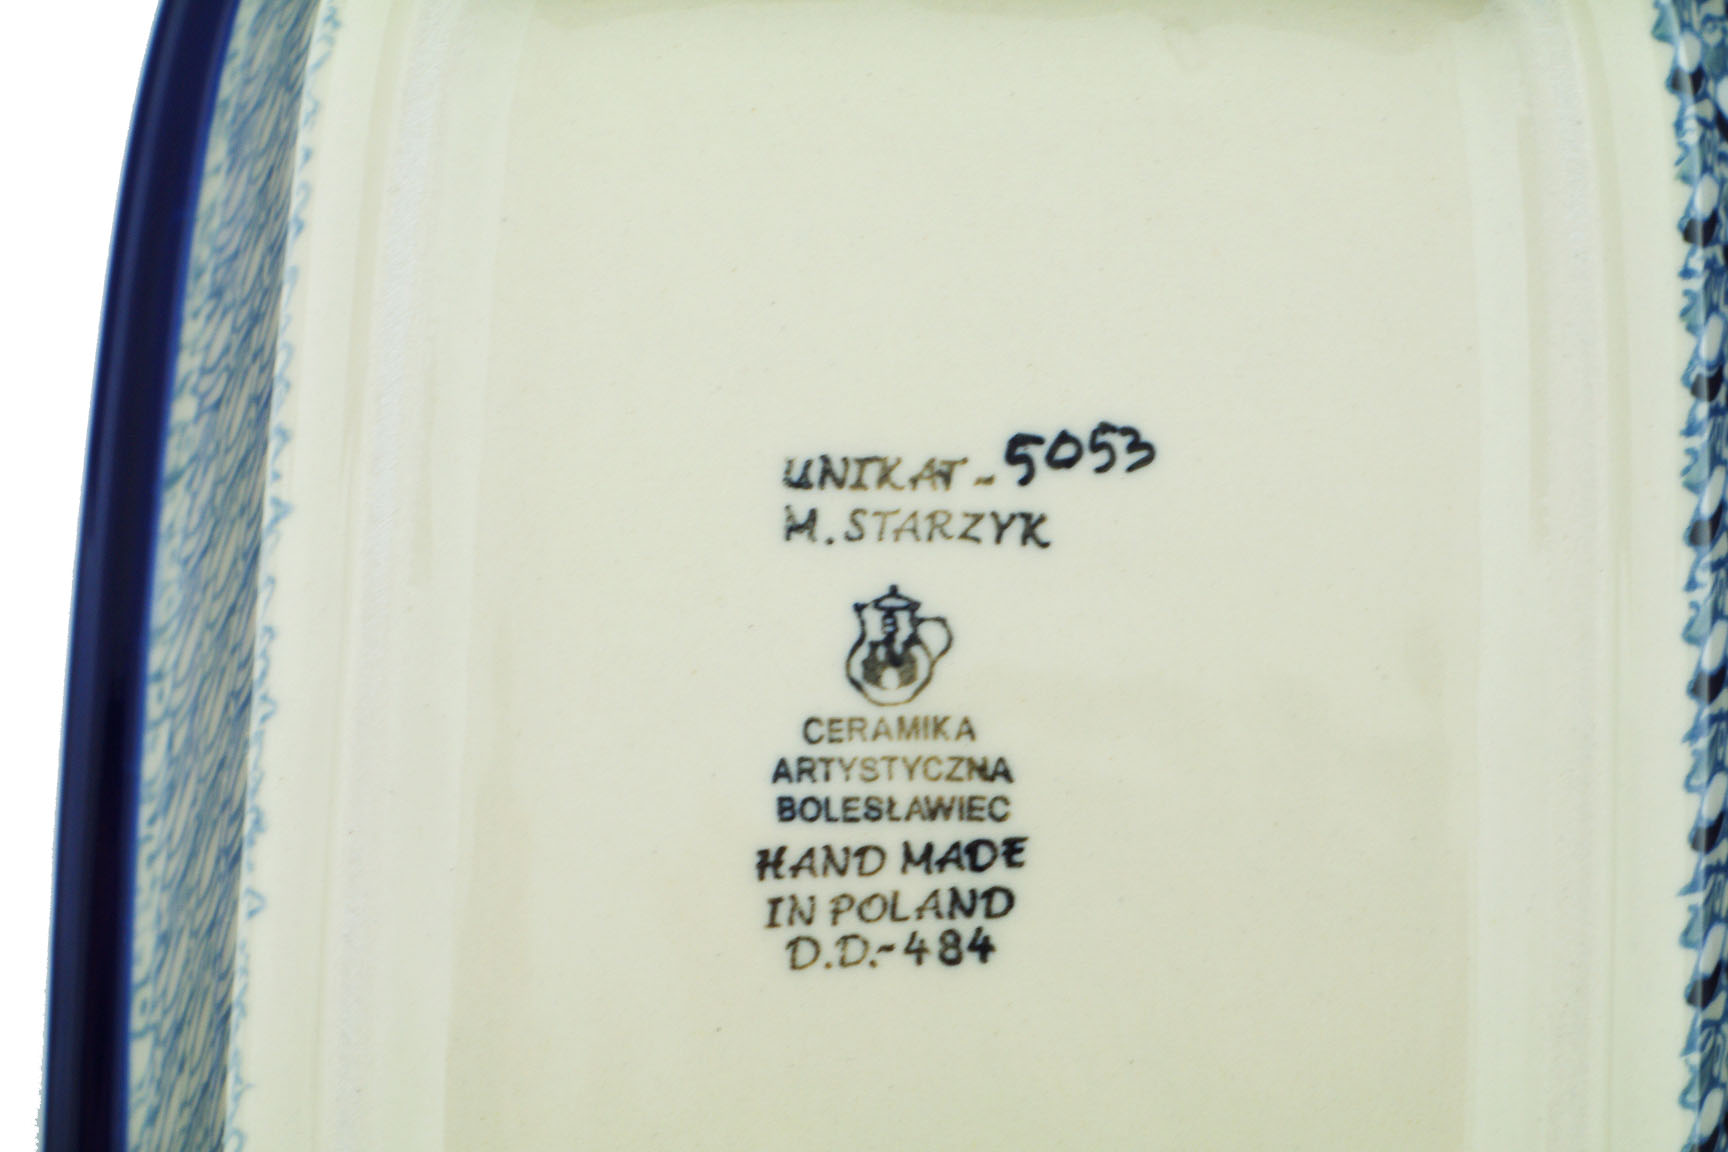 UNIKAT - 5053
M. STARZYK
CERAMIKA
ARTYSTYCZNA
BOLESŁAWIEC
HAND MADE
IN POLAND
D.D.-484